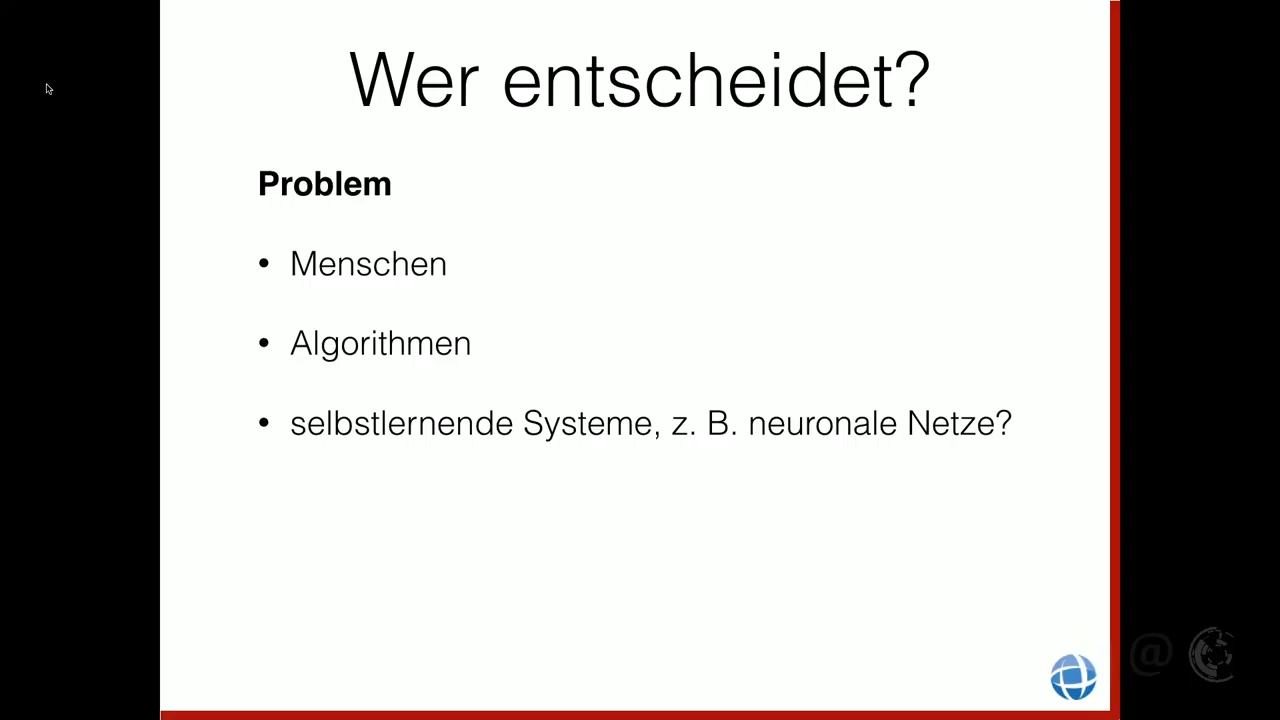 Wer entscheidet?
Problem
• Menschen
• Algorithmen
• selbstlernende Systeme, z. B. neuronale Netze?
@